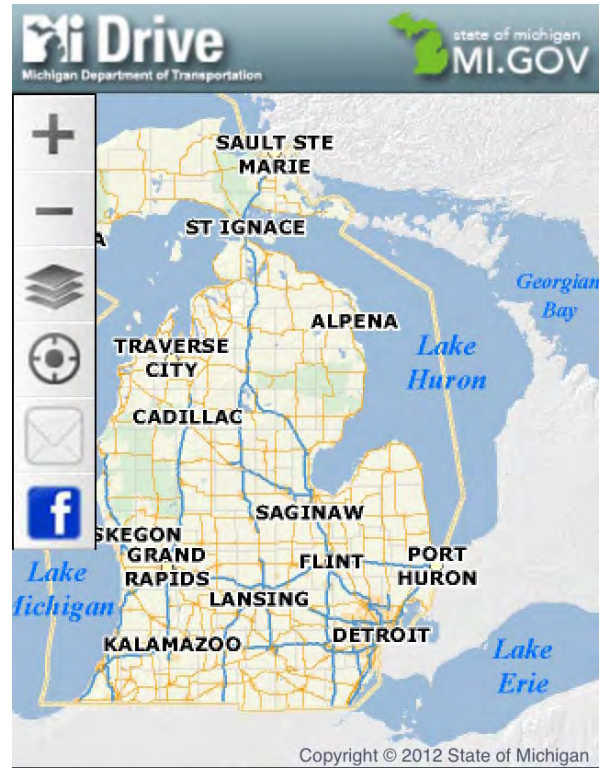 Mi Drive
Michigan Department of Transportation
state of michigan
MI.GOV
SAULT STE
MARIE
ST IGNACE
A
Georgian
Bay
ALPENA
TRAVERSE
CITY
Lake
Huron
CADILLAC
SAGINAW
SKEGON
GRAND
RAPIDS
FLINT
PORT
HURON
Lake
Michigan
LANSING
KALAMAZOO
DETROIT
Lake
Erie
f
Copyright © 2012 State of Michigan